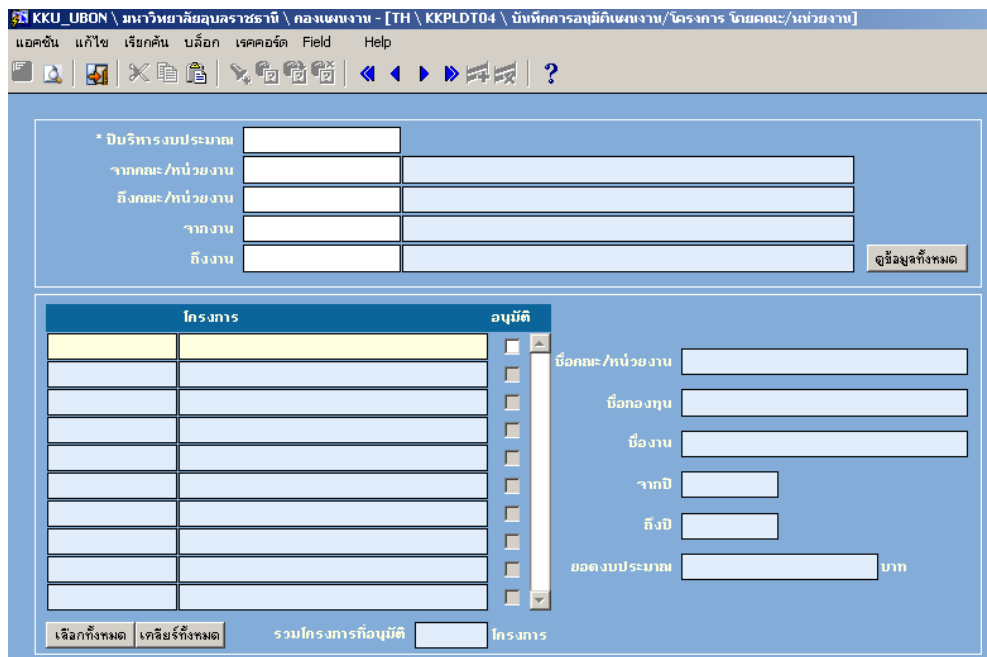 KKU_UBON \ มหาวิทยาลัยอุบลราชธานี \ กองแผนงาน - [TH \ KKPLDT04 \ บันทึกการอนุมัติแผนงาน/โครงการ โดยคณะ/หน่วยงาน]
แอคชัน แก้ไข เรียกค้น บล็อก เรคคอร์ด Field Help
* ปีบริหารงบประมาณ
จากคณะ/หน่วยงาน
ถึงคณะ/หน่วยงาน
จากงาน
ถึงงาน
ดูข้อมูลทั้งหมด
โครงการ อนุมัติ
ชื่อคณะ/หน่วยงาน
ชื่อกองทุน
ชื่องาน
จากปี
ถึงปี
ยอดงบประมาณ บาท
เลือกทั้งหมด เคลียร์ทั้งหมด รวมโครงการที่อนุมัติ โครงการ